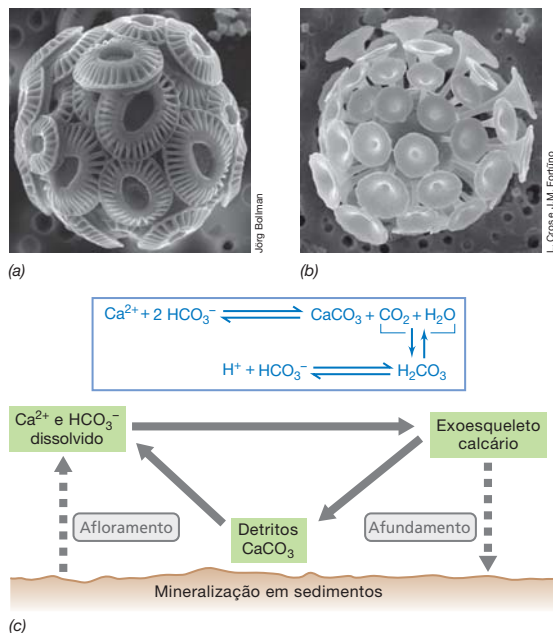 Jörg Bollman
L. Cros e J.M. Fortūno
(a)
(b)
Ca²⁺ + 2 HCO₃⁻ ⇌ CaCO₃ + CO₂ + H₂O
H⁺ + HCO₃⁻ ⇌ H₂CO₃
Ca²⁺ e HCO₃⁻
dissolvido
Exoesqueleto
calcário
Afloramento
Detritos
CaCO₃
Afundamento
Mineralização em sedimentos
(c)